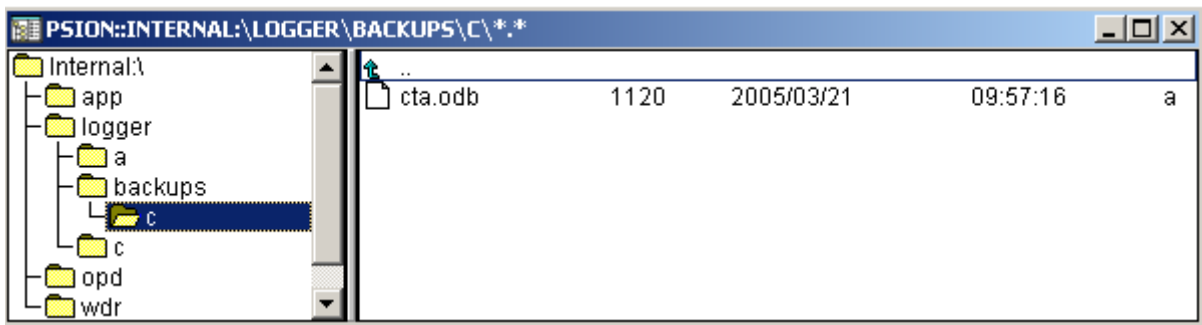 PSION::INTERNAL:\LOGGER\BACKUPS\C\*.*
Internal:\
app
logger
a
backups
c
c
opd
wdr
..
cta.odb 1120 2005/03/21 09:57:16 a